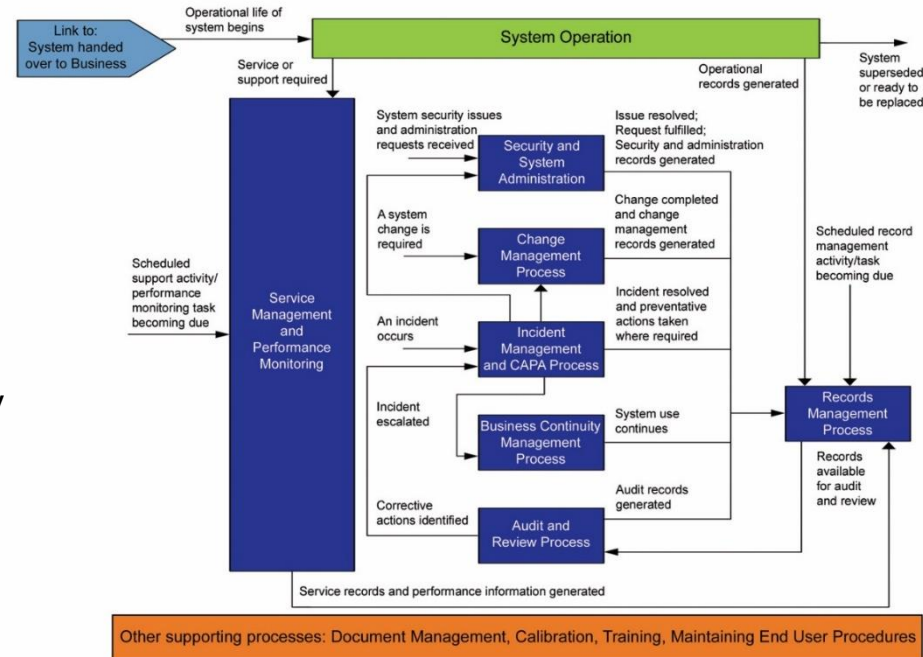 Link to:
System handed
over to Business
Operational life of
system begins
System Operation
System
superseded
or ready to
be replaced
Service or
support required
Operational
records generated
System security issues
and administration
requests received
Security and
System
Administration
Issue resolved;
Request fulfilled;
Security and administration
records generated
A system
change is
required
Change
Management
Process
Change completed
and change
management
records generated
Scheduled record
management
activity/task
becoming due
Scheduled
support activity/
performance
monitoring task
becoming due
Service
Management
and
Performance
Monitoring
An incident
occurs
Incident
Management
and CAPA Process
Incident resolved
and preventative
actions taken
where required
Incident
escalated
Business Continuity
Management
Process
System use
continues
Records
Management
Process
Records
available
for audit
and review
Corrective
actions identified
Audit and
Review Process
Audit records
generated
Service records and performance information generated
Other supporting processes: Document Management, Calibration, Training, Maintaining End User Procedures